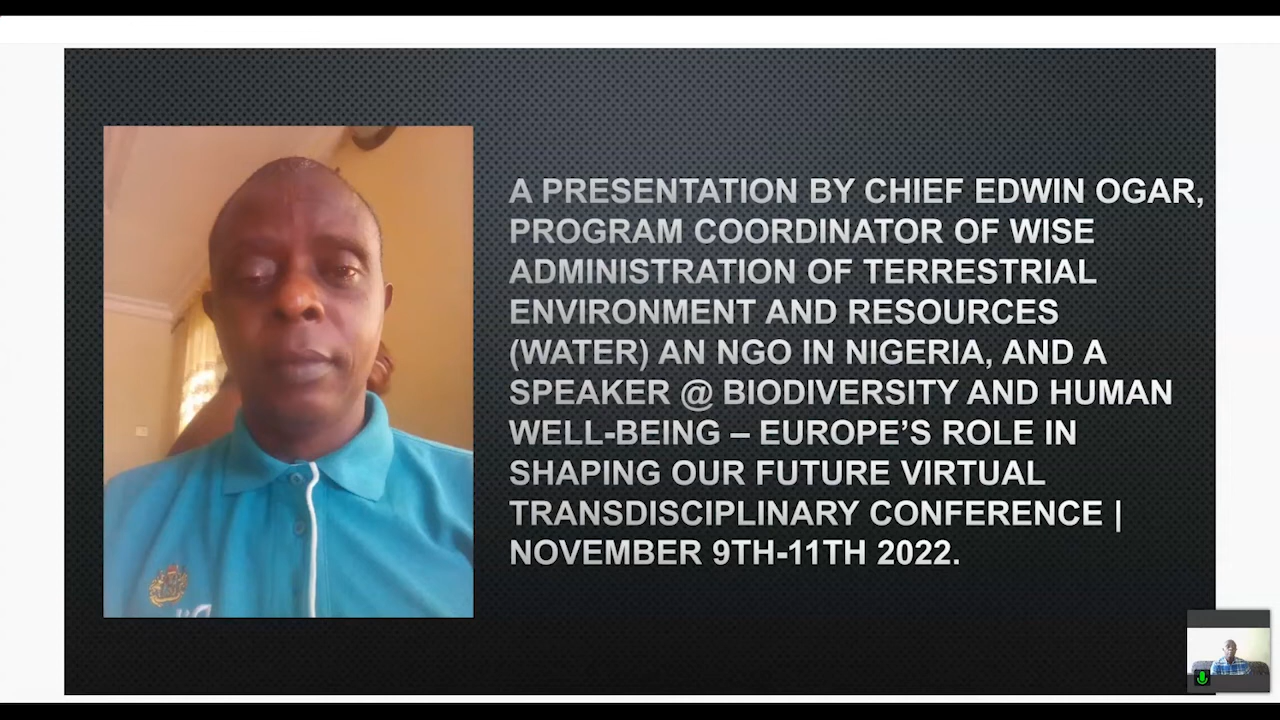 A PRESENTATION BY CHIEF EDWIN OGAR,
PROGRAM COORDINATOR OF WISE
ADMINISTRATION OF TERRESTRIAL
ENVIRONMENT AND RESOURCES
(WATER) AN NGO IN NIGERIA, AND A
SPEAKER @ BIODIVERSITY AND HUMAN
WELL-BEING – EUROPE’S ROLE IN
SHAPING OUR FUTURE VIRTUAL
TRANSDISCIPLINARY CONFERENCE |
NOVEMBER 9TH-11TH 2022.